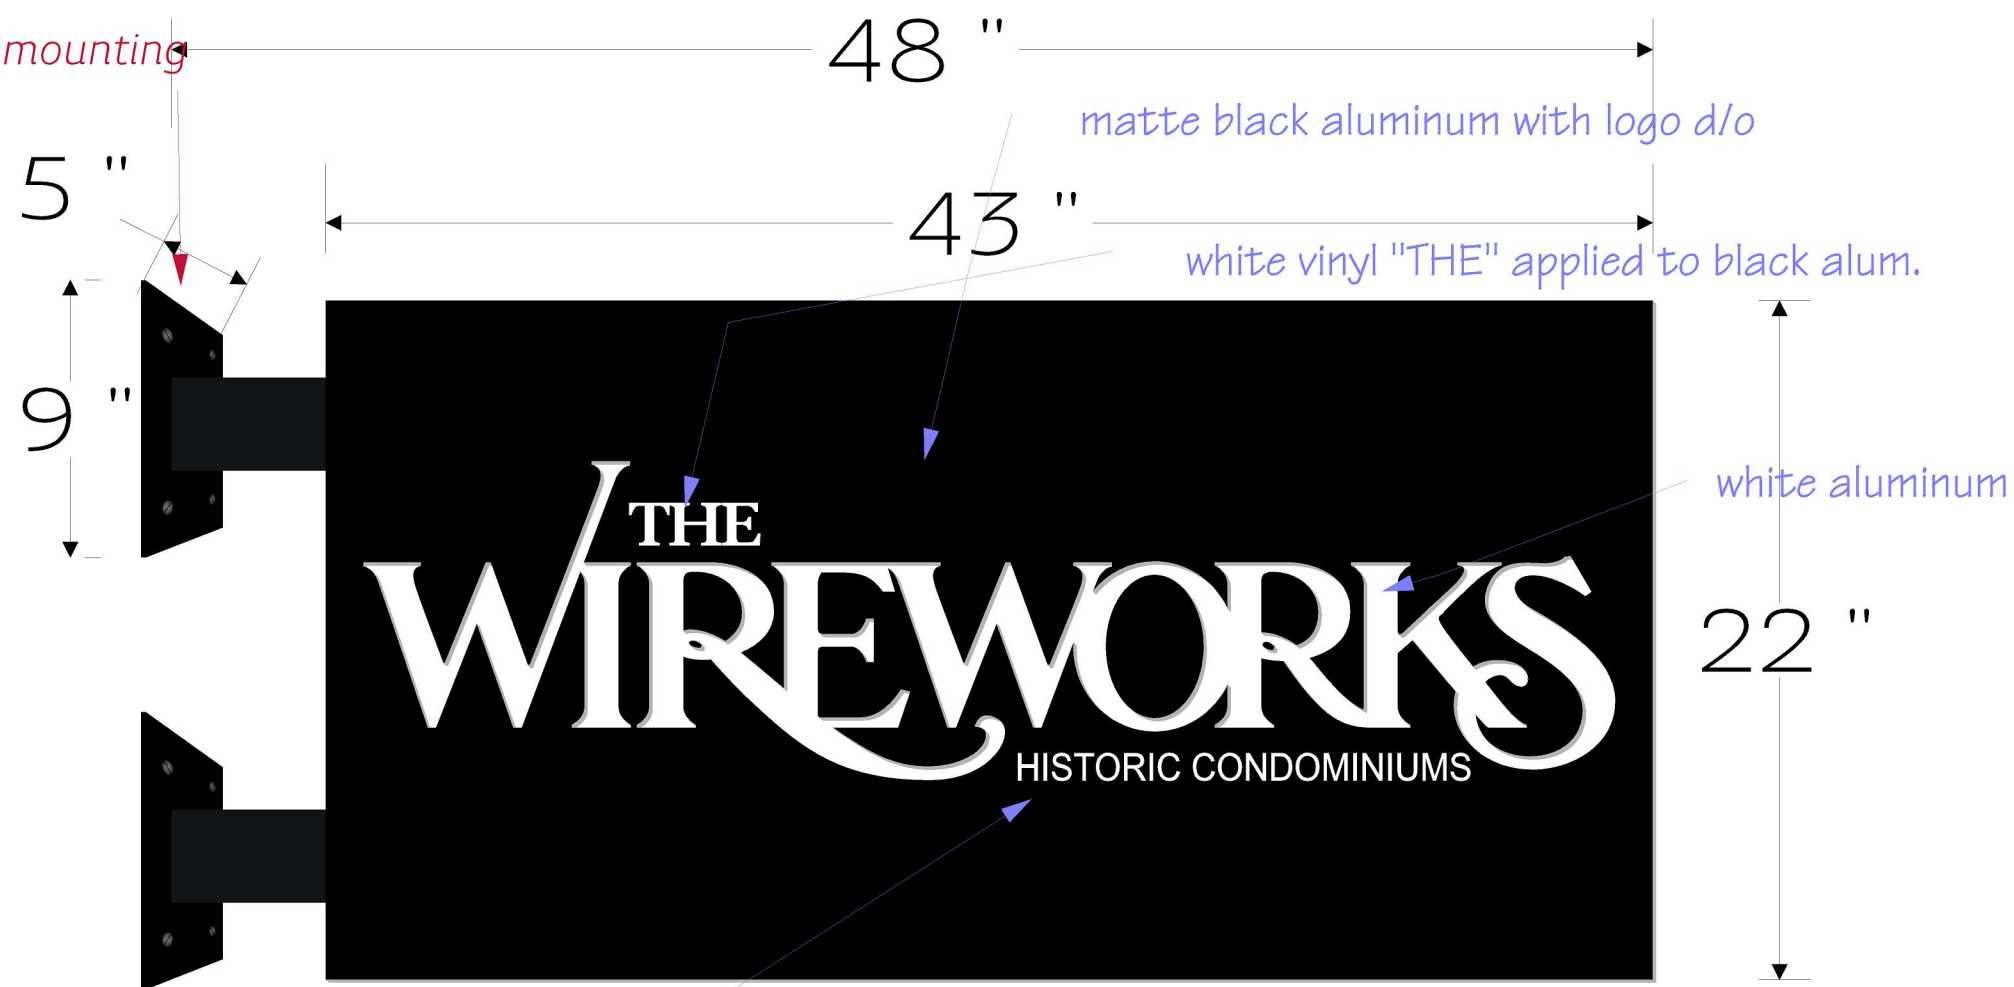 mounting
48 "
matte black aluminum with logo d/o
5 "
43 "
white vinyl "THE" applied to black alum.
9 "
white aluminum
THE
WIREWORKS
22 "
HISTORIC CONDOMINIUMS